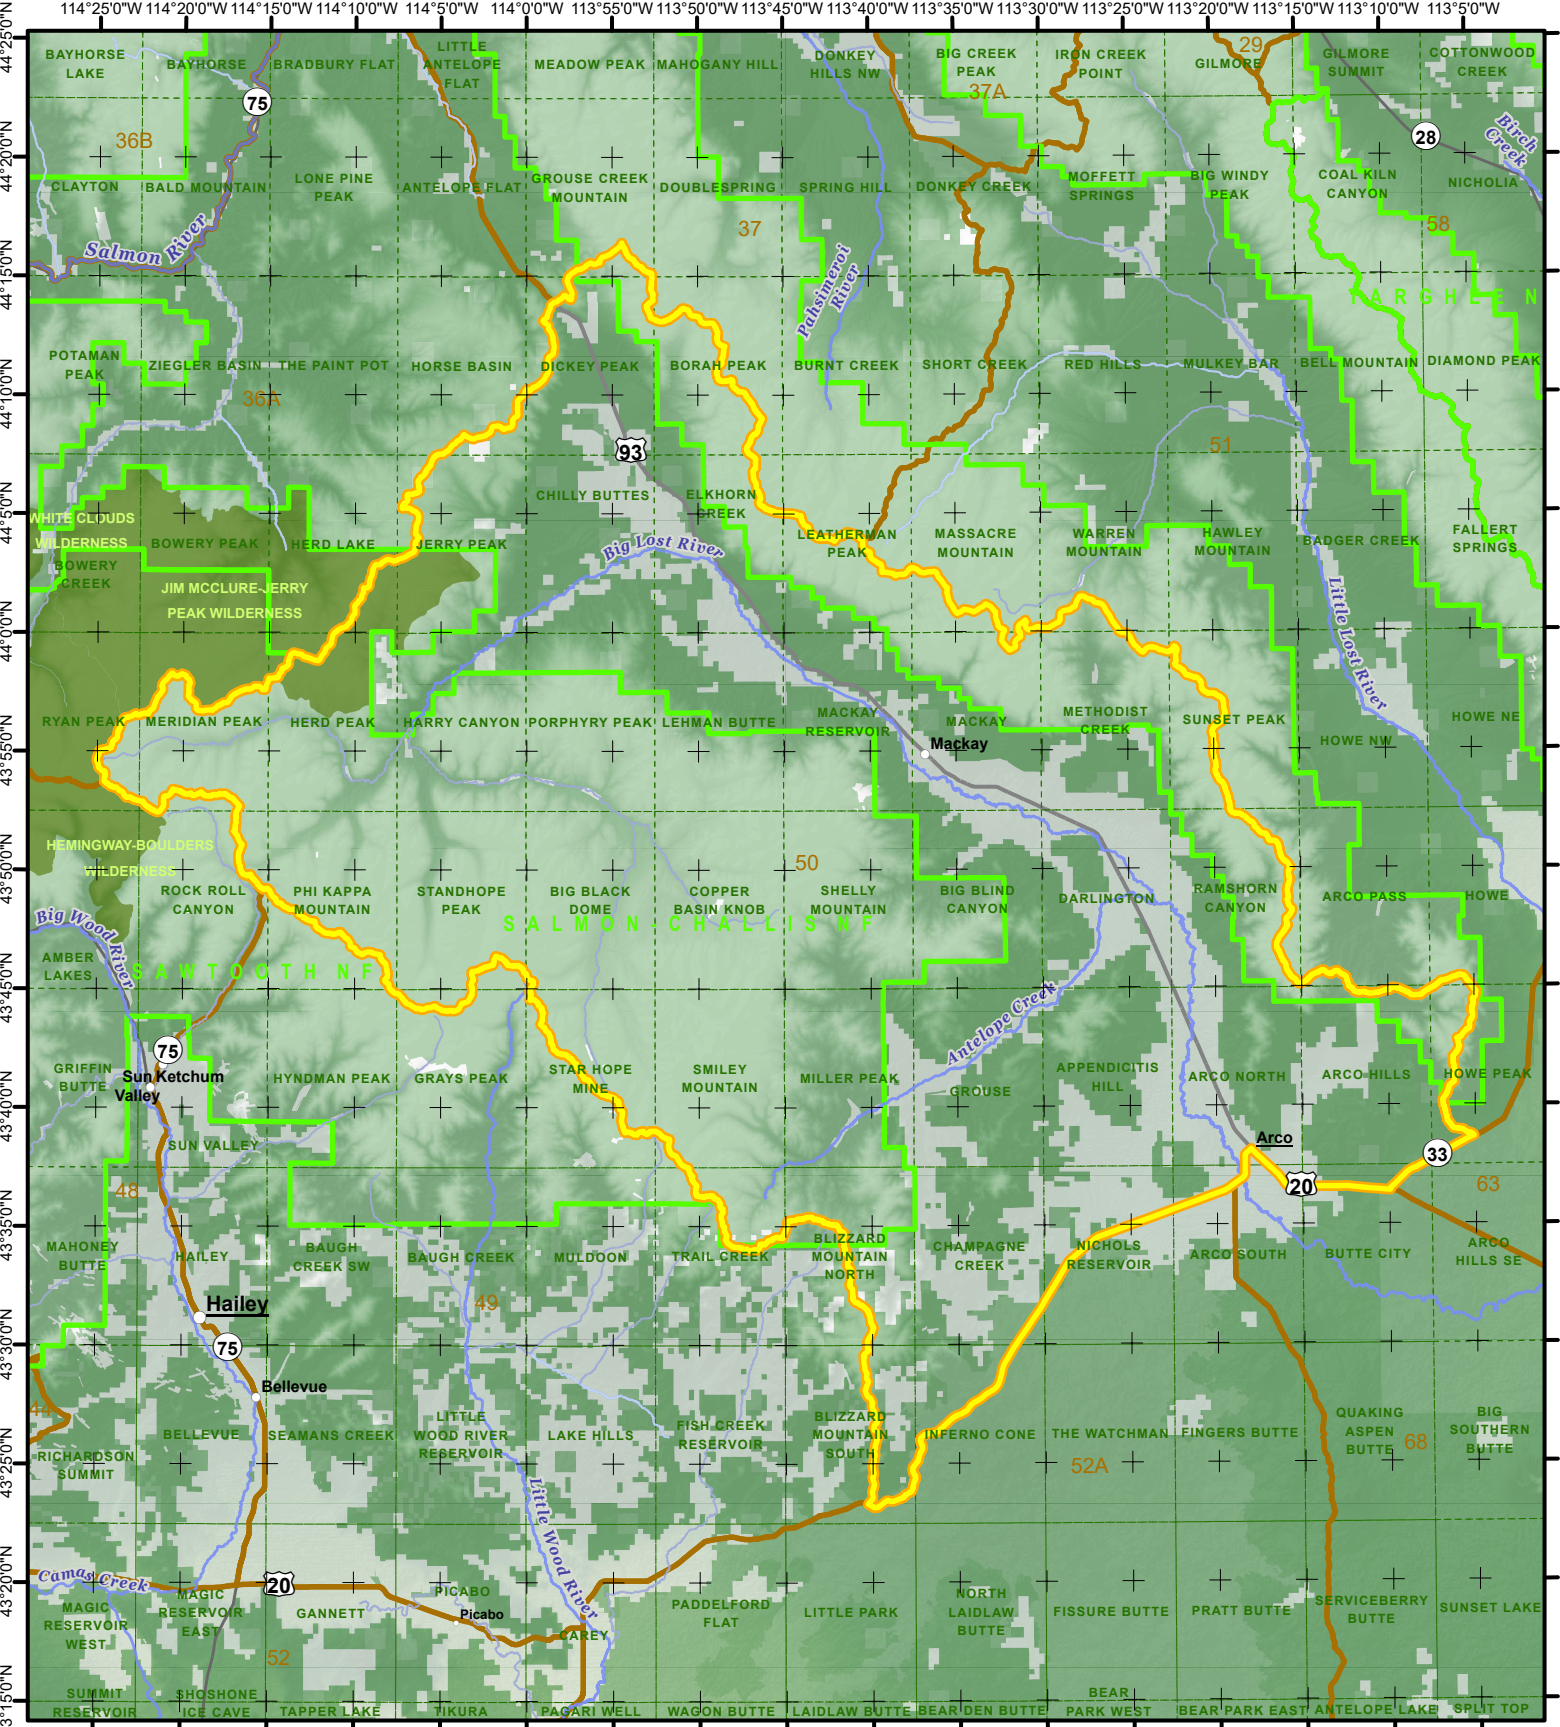 114°25'0"W 114°20'0"W 114°15'0"W 114°10'0"W 114°5'0"W 114°0'0"W 113°55'0"W 113°50'0"W 113°45'0"W 113°40'0"W 113°35'0"W 113°30'0"W 113°25'0"W 113°20'0"W 113°15'0"W 113°10'0"W 113°5'0"W
44°25'0"N
44°20'0"N
44°15'0"N
44°10'0"N
44°5'0"N
44°0'0"N
43°55'0"N
43°50'0"N
43°45'0"N
43°40'0"N
43°35'0"N
43°30'0"N
43°25'0"N
43°20'0"N
3°15'0"N
BAYHORSE
LAKE
BAYHORSE
BRADBURY FLAT
LITTLE
ANTELOPE
FLAT
MEADOW PEAK
MAHOGANY HILL
DONKEY
HILLS NW
BIG CREEK
PEAK
37A
IRON CREEK
POINT
29
GILMORE
GILMORE
SUMMIT
COTTONWOOD
CREEK
75
36B
28
Birch
Creek
CLAYTON
BALD MOUNTAIN
LONE PINE
PEAK
ANTELOPE FLAT
GROUSE CREEK
MOUNTAIN
DOUBLESPRING
SPRING HILL
DONKEY CREEK
MOFFETT
SPRINGS
BIG WINDY
PEAK
COAL KILN
CANYON
NICHOLIA
37
58
Salmon River
Pahsimeroi
River
TARGHEE N
POTAMAN
PEAK
ZIEGLER BASIN
THE PAINT POT
HORSE BASIN
DICKEY PEAK
BORAH PEAK
BURNT CREEK
SHORT CREEK
RED HILLS
MULKEY BAR
BELL MOUNTAIN
DIAMOND PEAK
36A
93
51
CHILLY BUTTES
ELKHORN
CREEK
WHITE CLOUDS
WILDERNESS
BOWERY PEAK
HERD LAKE
JERRY PEAK
Big Lost River
LEATHERMAN
PEAK
MASSACRE
MOUNTAIN
WARREN
MOUNTAIN
HAWLEY
MOUNTAIN
BADGER CREEK
FALLERT
SPRINGS
BOWERY
CREEK
JIM MCCLURE-JERRY
PEAK WILDERNESS
Little Lost River
RYAN PEAK
MERIDIAN PEAK
HERD PEAK
HARRY CANYON
PORPHYRY PEAK
LEHMAN BUTTE
MACKAY
RESERVOIR
MACKAY
METHODIST
CREEK
SUNSET PEAK
HOWE NW
HOWE NE
Mackay
HEMINGWAY-BOULDERS
WILDERNESS
50
ROCK ROLL
CANYON
PHI KAPPA
MOUNTAIN
STANDHOPE
PEAK
BIG BLACK
DOME
COPPER
BASIN KNOB
SHELLY
MOUNTAIN
BIG BLIND
CANYON
DARLINGTON
RAMSHORN
CANYON
ARCO PASS
HOWE
SALMON-CHALLIS NF
Big Wood River
AMBER
LAKES
SAWTOOTH NF
Antelope Creek
75
GRIFFIN
BUTTE
Sun Ketchum
Valley
HYNDMAN PEAK
GRAYS PEAK
STAR HOPE
MINE
SMILEY
MOUNTAIN
MILLER PEAK
GROUSE
APPENDICITIS
HILL
ARCO NORTH
ARCO HILLS
HOWE PEAK
SUN VALLEY
Arco
33
48
20
63
MAHONEY
BUTTE
HAILEY
BAUGH
CREEK SW
BAUGH CREEK
MULDOON
TRAIL CREEK
BLIZZARD
MOUNTAIN
NORTH
CHAMPAGNE
CREEK
NICHOLS
RESERVOIR
ARCO SOUTH
BUTTE CITY
ARCO
HILLS SE
Hailey
49
75
Bellevue
44
BELLEVUE
SEAMANS CREEK
LITTLE
WOOD RIVER
RESERVOIR
LAKE HILLS
FISH CREEK
RESERVOIR
BLIZZARD
MOUNTAIN
SOUTH
INFERNO CONE
THE WATCHMAN
FINGERS BUTTE
QUAKING
ASPEN
BUTTE
68
BIG
SOUTHERN
BUTTE
RICHARDSON
SUMMIT
52A
Little Wood River
Camas Creek
20
MAGIC
RESERVOIR
WEST
MAGIC
RESERVOIR
EAST
GANNETT
PICABO
Picabo
CAREY
PADDELFORD
FLAT
LITTLE PARK
NORTH
LAIDLAW
BUTTE
FISSURE BUTTE
PRATT BUTTE
SERVICEBERRY
BUTTE
SUNSET LAKE
52
SUMMIT
RESERVOIR
SHOSHONE
ICE CAVE
TAPPER LAKE
TIKURA
PAGARI WELL
WAGON BUTTE
LAIDLAW BUTTE
BEAR DEN BUTTE
BEAR
PARK WEST
BEAR PARK EAST
ANTELOPE LAKE
SPLIT TOP